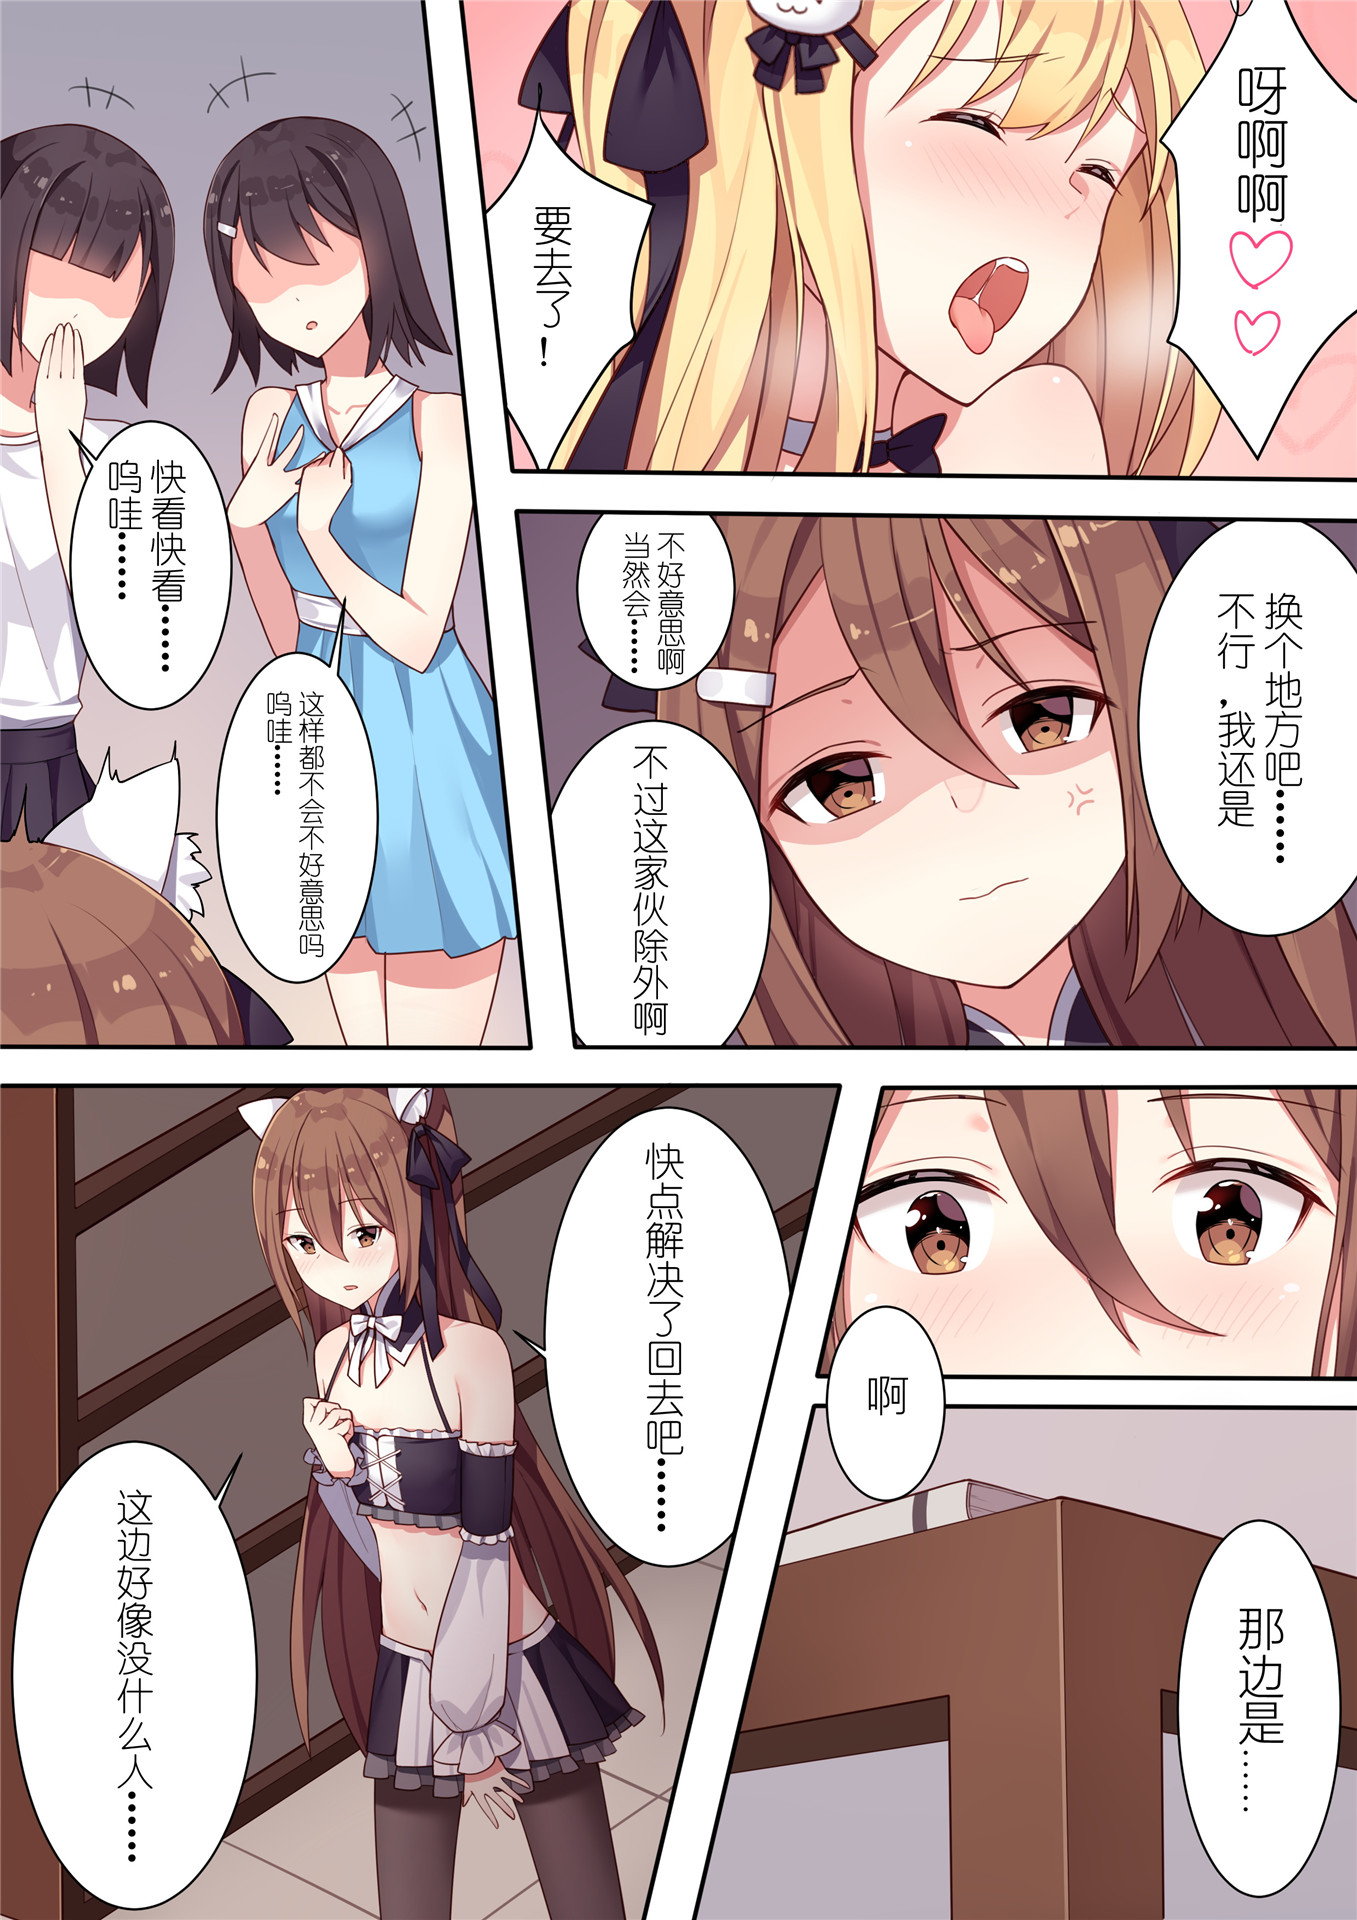 呀啊啊♡♡
要去了！
快看快看……
呜哇……
这样都不会不好意思吗
呜哇……
换个地方吧……
不行，我还是
不好意思啊
当然会……
不过这家伙除外啊
啊
那边是……
快点解决了回去吧……
这边好像没什么人……